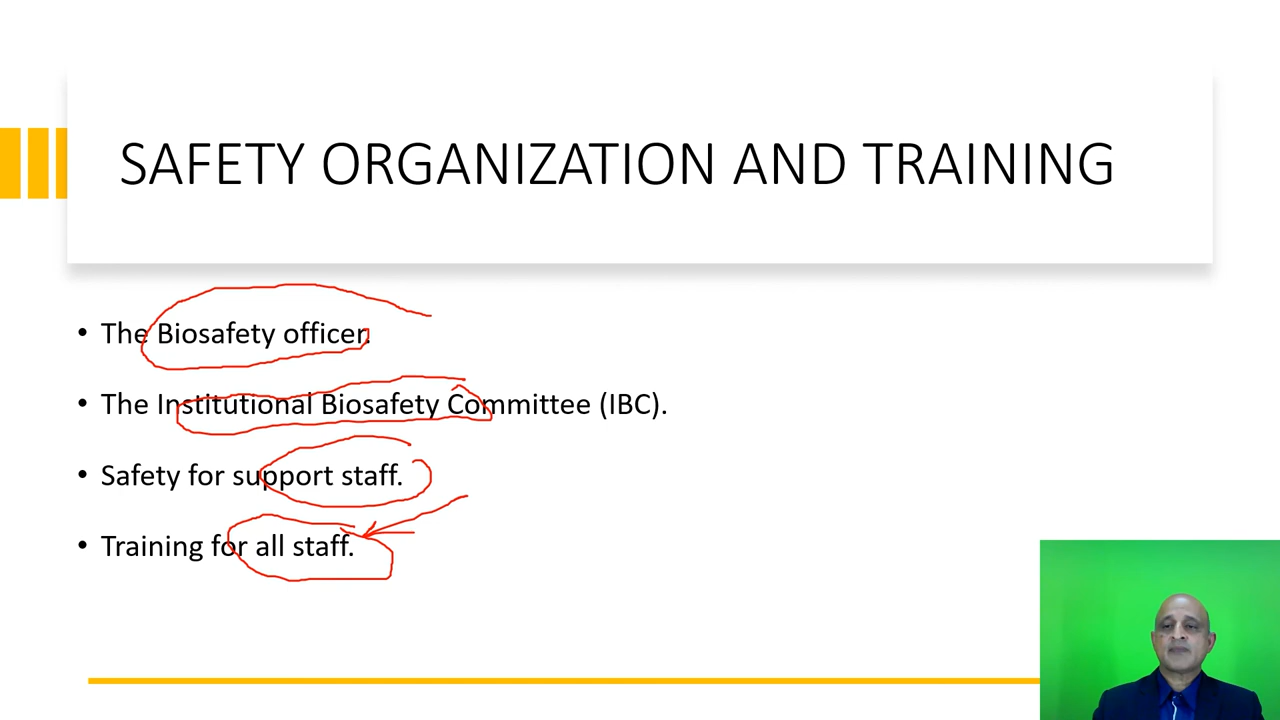 SAFETY ORGANIZATION AND TRAINING
• The Biosafety officer.
• The Institutional Biosafety Committee (IBC).
• Safety for support staff.
• Training for all staff.